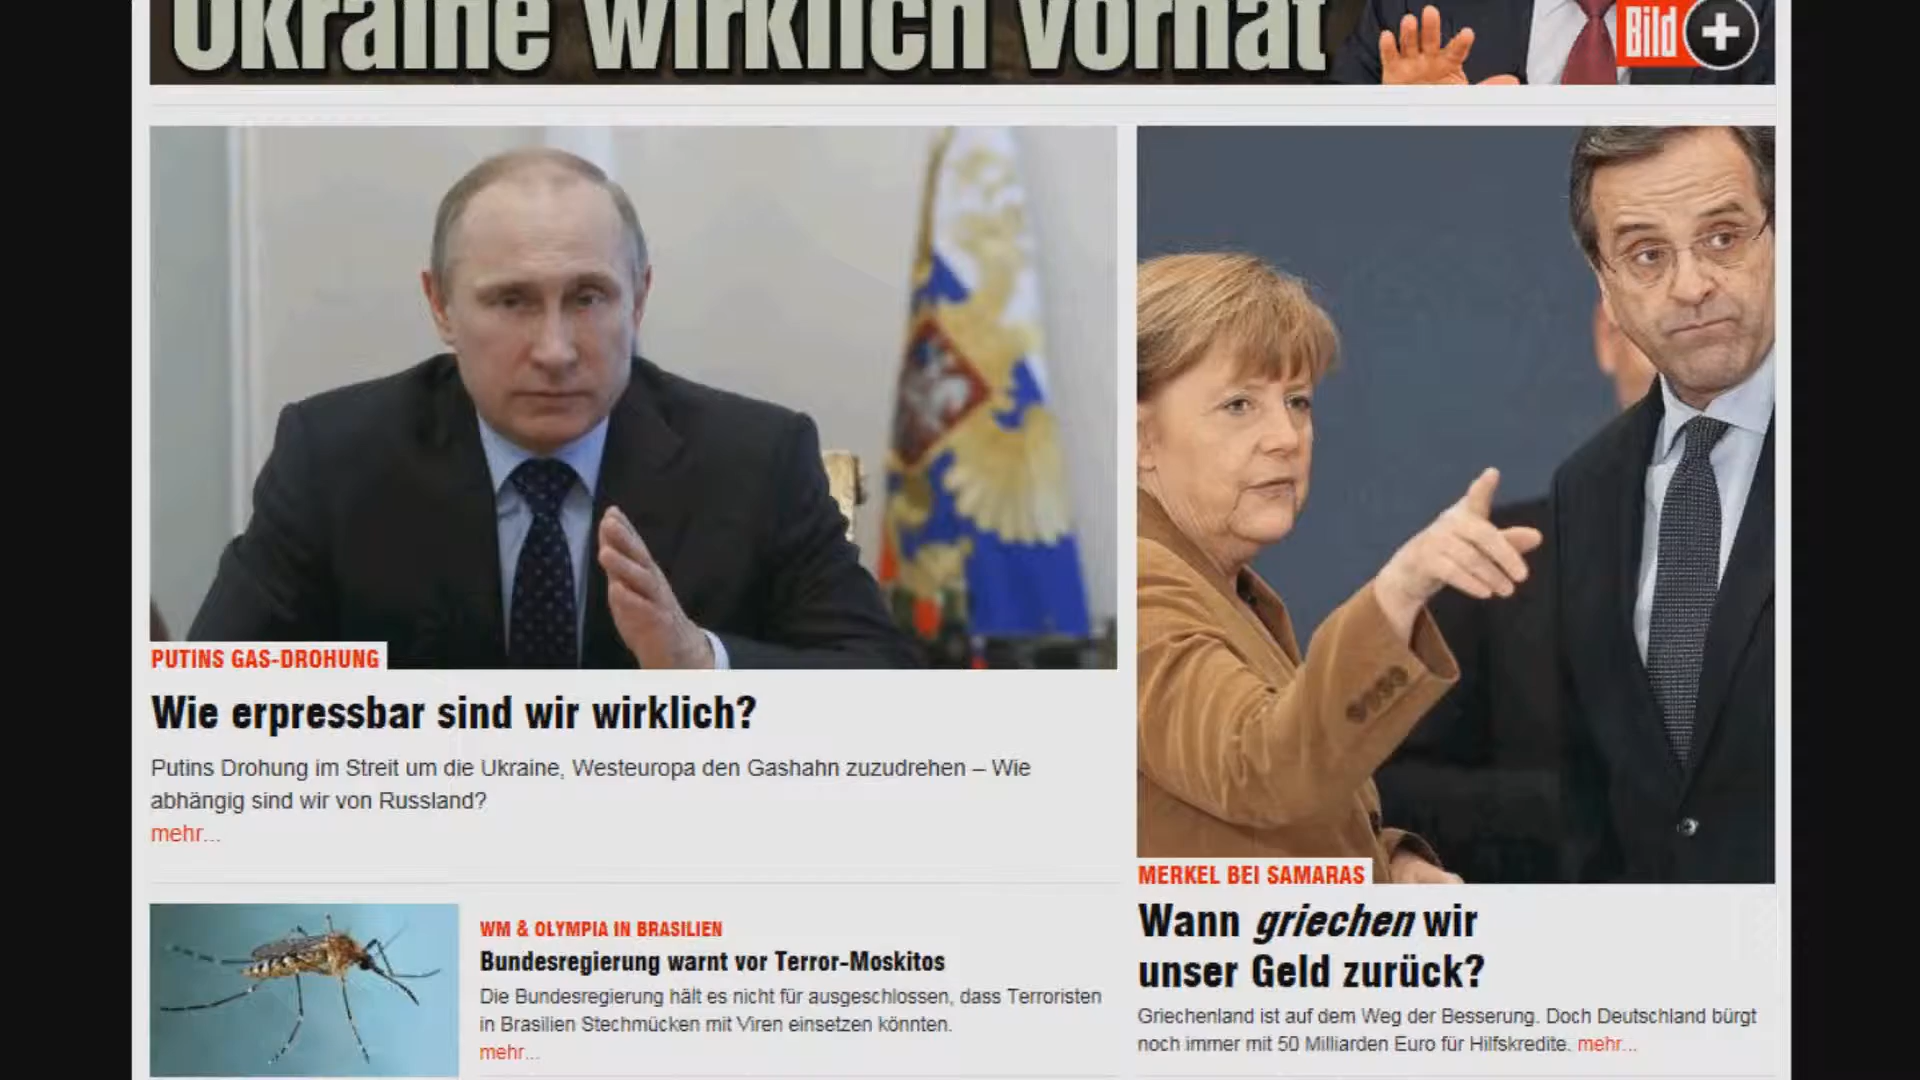 Ukraine wirklich vorhat
Bild
PUTINS GAS-DROHUNG
Wie erpressbar sind wir wirklich?
Putins Drohung im Streit um die Ukraine, Westeuropa den Gashahn zuzudrehen – Wie
abhängig sind wir von Russland?
mehr...
WM & OLYMPIA IN BRASILIEN
Bundesregierung warnt vor Terror-Moskitos
Die Bundesregierung hält es nicht für ausgeschlossen, dass Terroristen
in Brasilien Stechmücken mit Viren einsetzen könnten.
mehr...
MERKEL BEI SAMARAS
Wann griechen wir
unser Geld zurück?
Griechenland ist auf dem Weg der Besserung. Doch Deutschland bürgt
noch immer mit 50 Milliarden Euro für Hilfskredite. mehr...